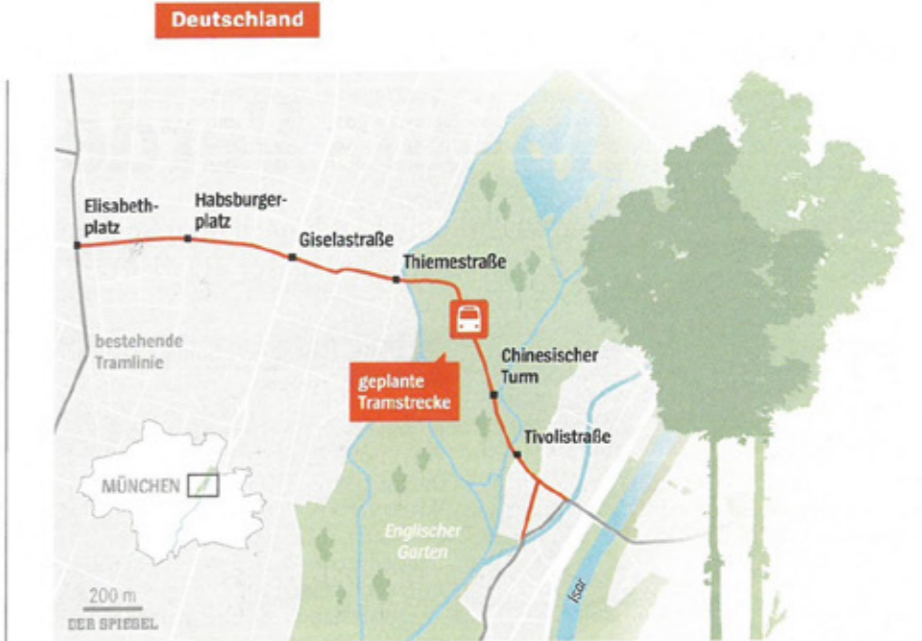 Deutschland
Elisabeth-
platz
Habsburger-
platz
Giselastraße
Thiemestraße
bestehende
Tramlinie
geplante
Tramstrecke
Chinesischer
Turm
Tivolistraße
MÜNCHEN
Englischer
Garten
Isar
200 m
DER SPIEGEL